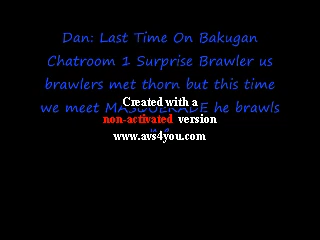 Dan: Last Time On Bakugan
Chatroom 1 Surprise Brawler us
brawlers met thorn but this time
we meet MASQUERADE he brawls
Created with a
non-activated version
www.avs4you.com